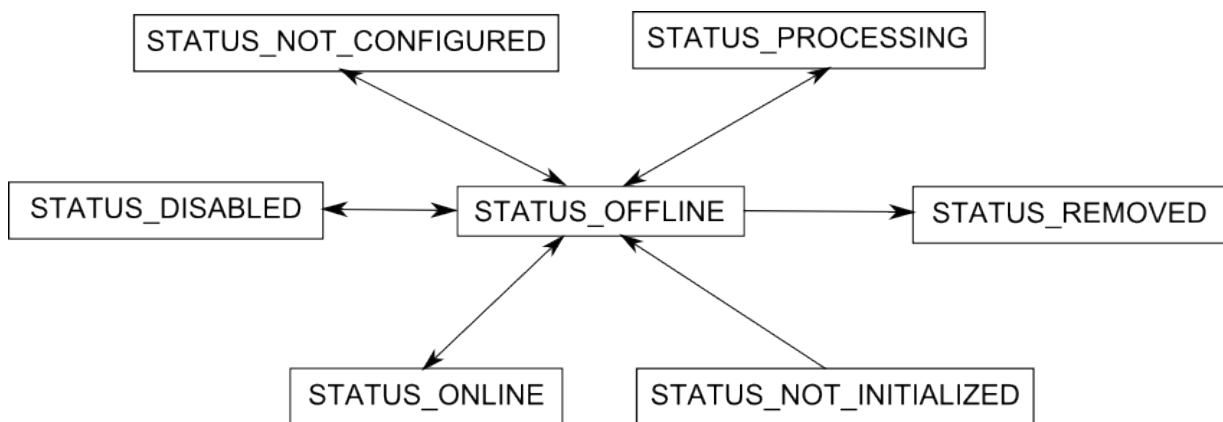 STATUS_NOT_CONFIGURED
STATUS_PROCESSING
STATUS_DISABLED
STATUS_OFFLINE
STATUS_REMOVED
STATUS_ONLINE
STATUS_NOT_INITIALIZED